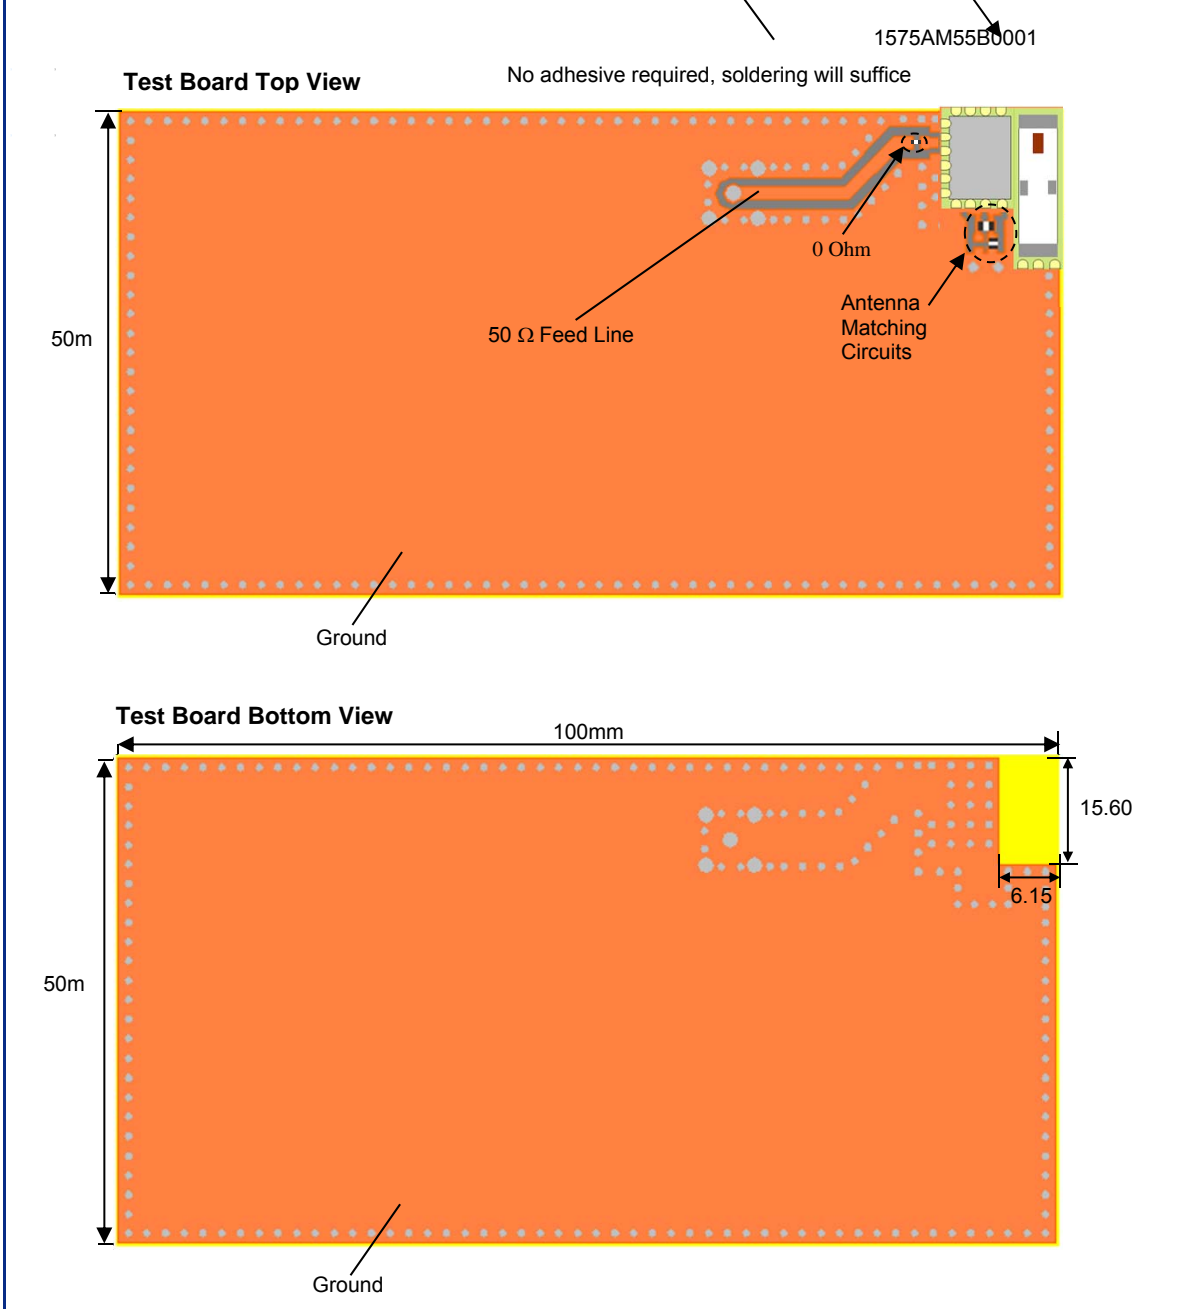 1575AM55B0001
No adhesive required, soldering will suffice
Test Board Top View
0 Ohm
50 Ω Feed Line
Antenna
Matching
Circuits
50m
Ground
Test Board Bottom View
100mm
15.60
6.15
50m
Ground